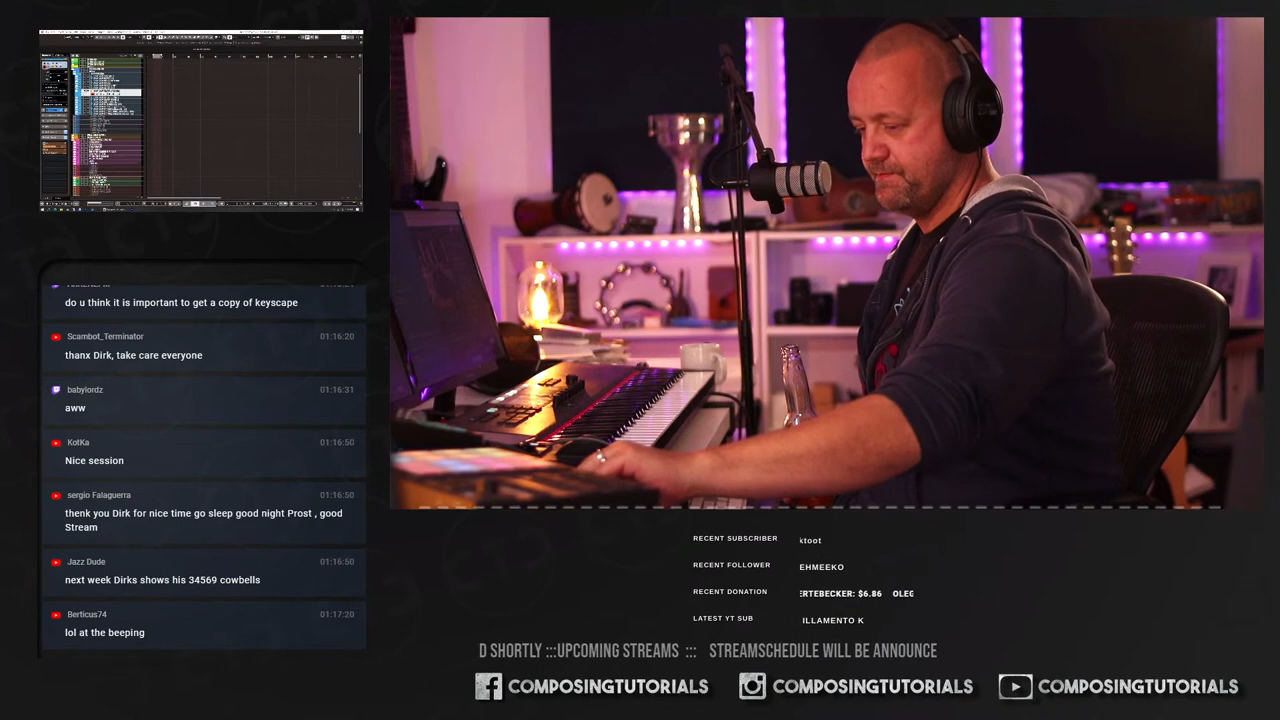 do u think it is important to get a copy of keyscape
Scambot_Terminator 01:16:20
thanx Dirk, take care everyone
babylordz 01:16:31
aww
KotKa 01:16:50
Nice session
sergio Falaguerra 01:16:50
thenk you Dirk for nice time go sleep good night Prost , good
Stream
Jazz Dude 01:16:50
next week Dirks shows his 34569 cowbells
Berticus74 01:17:20
lol at the beeping
RECENT SUBSCRIBER ktoot
RECENT FOLLOWER EHMEEKO
RECENT DONATION ERTEBECKER: $6.86 OLEG
LATEST YT SUB ILLAMENTO K
D SHORTLY :::UPCOMING STREAMS ::: STREAMSCHEDULE WILL BE ANNOUNCE
COMPOSINGTUTORIALS COMPOSINGTUTORIALS COMPOSINGTUTORIALS